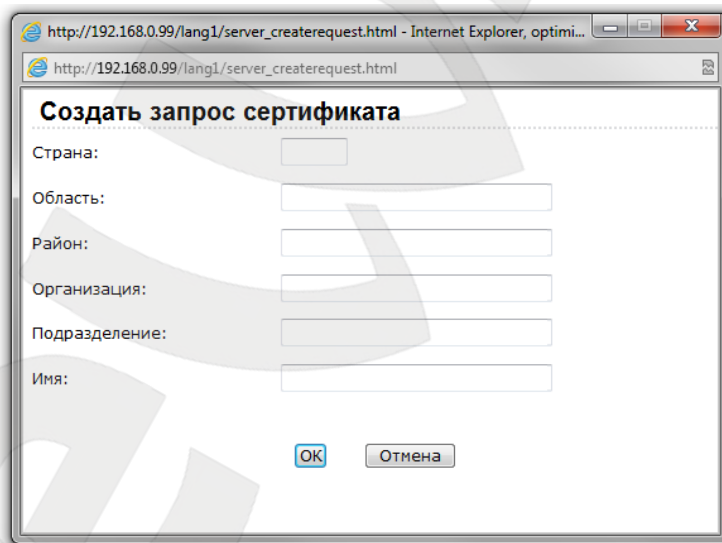 http://192.168.0.99/lang1/server_createrequest.html - Internet Explorer, optimi...
http://192.168.0.99/lang1/server_createrequest.html
Создать запрос сертификата
Страна:
Область:
Район:
Организация:
Подразделение:
Имя:
OK Отмена